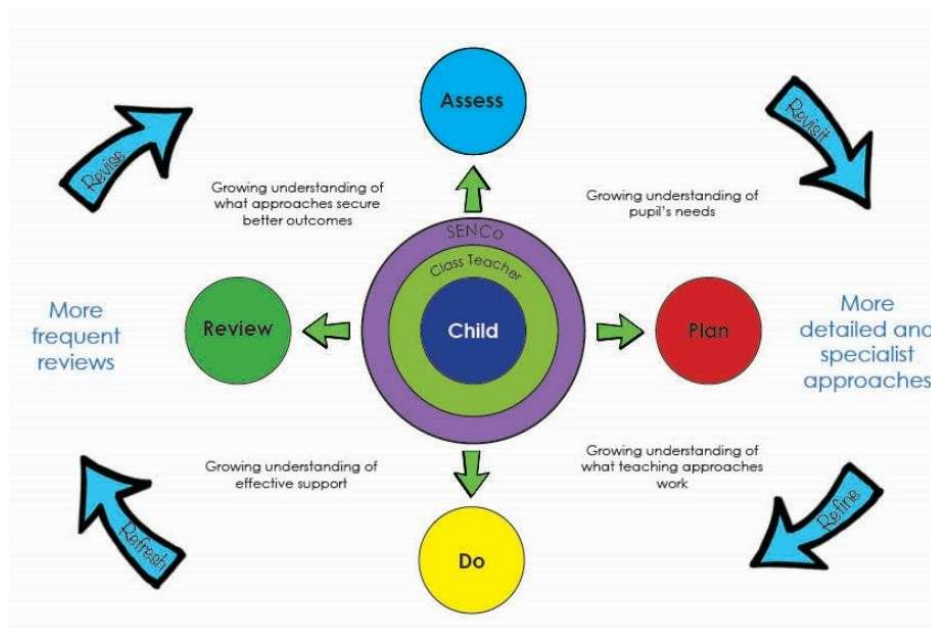 Assess
Revise
Revisit
Growing understanding of
what approaches secure
better outcomes
Growing understanding of
pupil's needs
SENCo
Class Teacher
Child
Review
Plan
More
frequent
reviews
More
detailed and
specialist
approaches
Growing understanding of
effective support
Growing understanding of
what teaching approaches
work
Refresh
Refine
Do